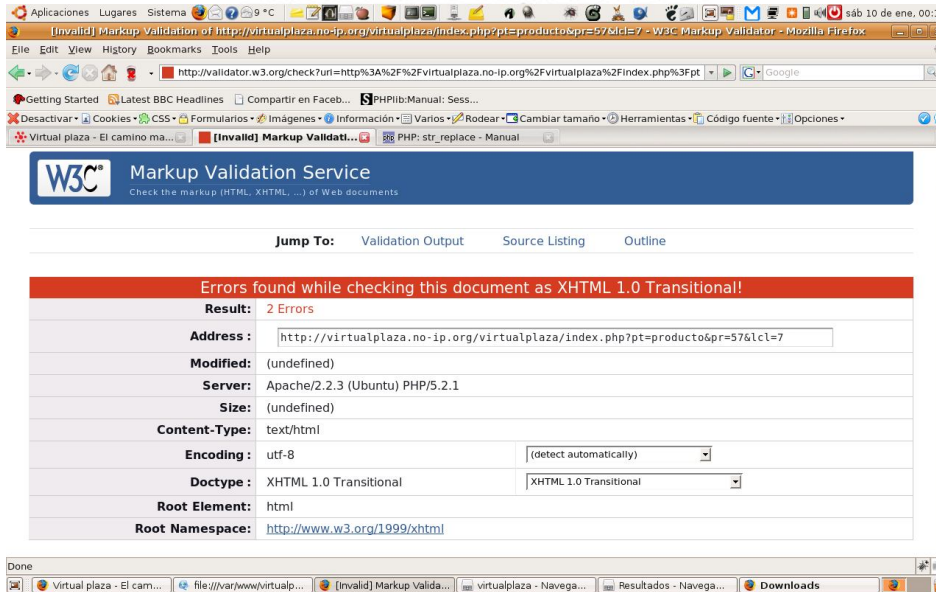 Aplicaciones Lugares Sistema 9 °C sáb 10 de ene, 00:
[Invalid] Markup Validation of http://virtualplaza.no-ip.org/virtualplaza/index.php?pt=producto&pr=57&lcl=7 - W3C Markup Validator - Mozilla Firefox
File Edit View History Bookmarks Tools Help
http://validator.w3.org/check?uri=http%3A%2F%2Fvirtualplaza.no-ip.org%2Fvirtualplaza%2Findex.php%3Fpt Google
Getting Started Latest BBC Headlines Compartir en Faceb... PHPlib:Manual: Sess...
Desactivar Cookies CSS Formularios Imágenes Información Varios Rodear Cambiar tamaño Herramientas Código fuente Opciones
Virtual plaza - El camino ma... [Invalid] Markup Validati... PHP: str_replace - Manual
W3C Markup Validation Service
Check the markup (HTML, XHTML, ...) of Web documents
Jump To: Validation Output Source Listing Outline
Errors found while checking this document as XHTML 1.0 Transitional!
Result: 2 Errors
Address : http://virtualplaza.no-ip.org/virtualplaza/index.php?pt=producto&pr=57&lcl=7
Modified: (undefined)
Server: Apache/2.2.3 (Ubuntu) PHP/5.2.1
Size: (undefined)
Content-Type: text/html
Encoding : utf-8 (detect automatically)
Doctype : XHTML 1.0 Transitional XHTML 1.0 Transitional
Root Element: html
Root Namespace: http://www.w3.org/1999/xhtml
Done
Virtual plaza - El cam... file:///var/www/virtualp... [Invalid] Markup Valida... virtualplaza - Navega... Resultados - Navega... Downloads